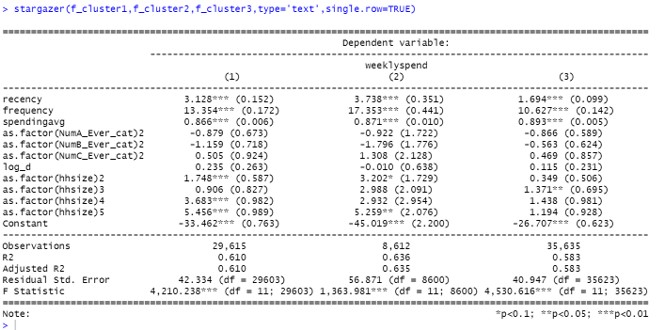 > stargazer(f_cluster1,f_cluster2,f_cluster3,type='text',single.row=TRUE)
Dependent variable:
weeklyspend
(1) (2) (3)
recency 3.128*** (0.152) 3.738*** (0.351) 1.694*** (0.099)
frequency 13.354*** (0.172) 17.353*** (0.441) 10.627*** (0.142)
spendingavg 0.866*** (0.006) 0.871*** (0.010) 0.893*** (0.005)
as.factor(NumA_Ever_cat)2 -0.879 (0.673) -0.922 (1.722) -0.866 (0.589)
as.factor(NumB_Ever_cat)2 -1.159 (0.718) -1.796 (1.776) -0.563 (0.624)
as.factor(NumC_Ever_cat)2 0.505 (0.924) 1.308 (2.128) 0.469 (0.857)
log_d 0.235 (0.263) -0.010 (0.638) 0.115 (0.231)
as.factor(hhsize)2 1.748*** (0.587) 3.202* (1.729) 0.349 (0.506)
as.factor(hhsize)3 0.906 (0.827) 2.988 (2.091) 1.371** (0.695)
as.factor(hhsize)4 3.683*** (0.982) 2.932 (2.954) 1.438 (0.981)
as.factor(hhsize)5 5.456*** (0.989) 5.259** (2.076) 1.194 (0.928)
Constant -33.462*** (0.763) -45.019*** (2.200) -26.707*** (0.623)
Observations 29,615 8,612 35,635
R2 0.610 0.636 0.583
Adjusted R2 0.610 0.635 0.583
Residual Std. Error 42.334 (df = 29603) 56.871 (df = 8600) 40.947 (df = 35623)
F Statistic 4,210.238*** (df = 11; 29603) 1,363.981*** (df = 11; 8600) 4,530.616*** (df = 11; 35623)
Note: *p<0.1; **p<0.05; ***p<0.01
>